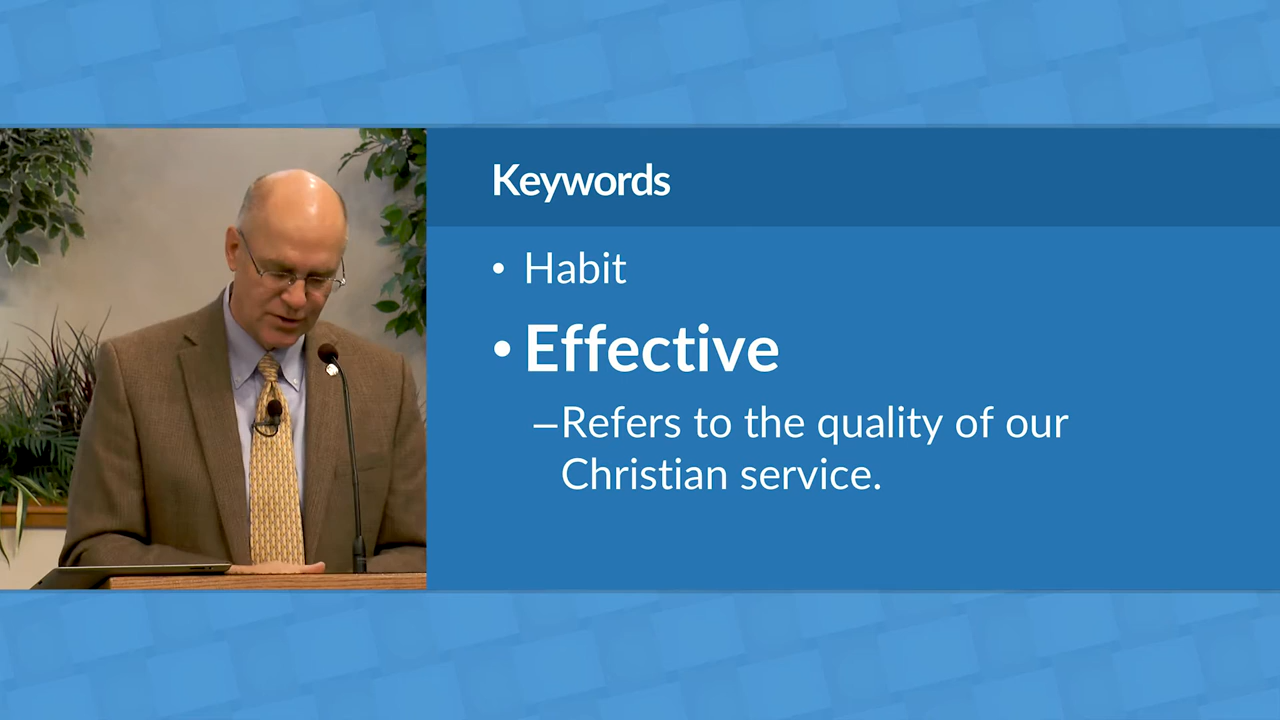 Keywords
• Habit
• Effective
–Refers to the quality of our
Christian service.